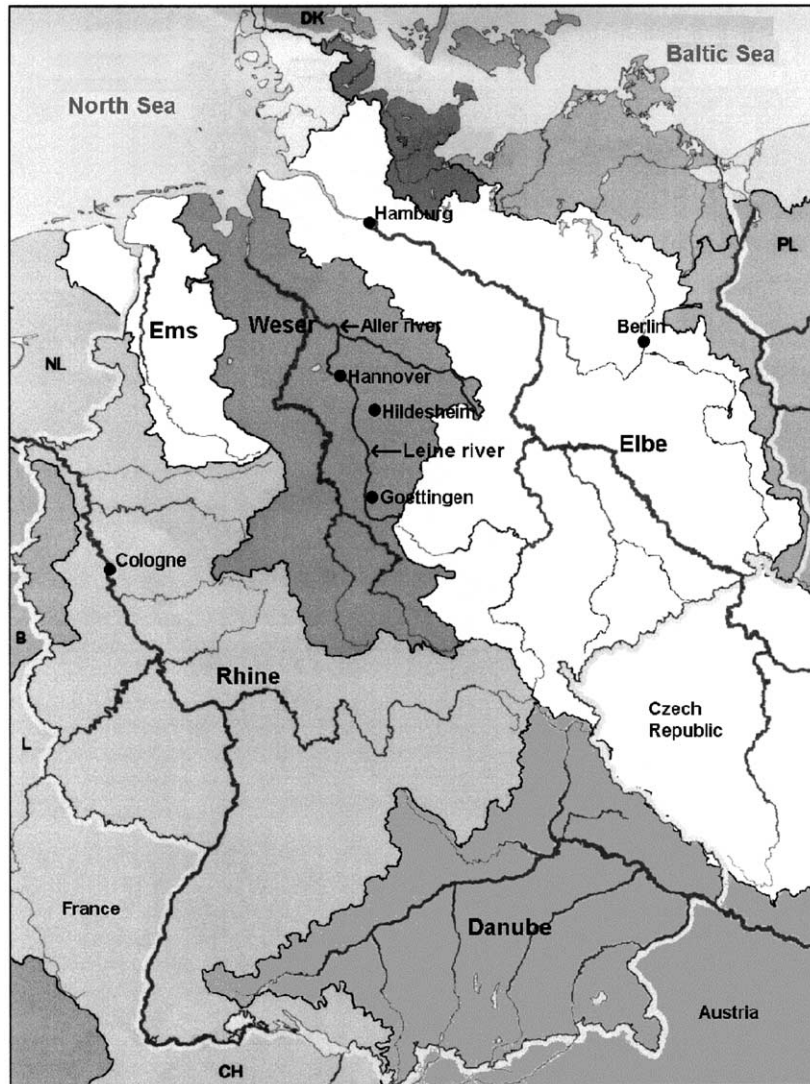 DK
Baltic Sea
North Sea
Hamburg
PL
Ems
Weser
Aller river
Berlin
NL
Hannover
Hildesheim
Elbe
Leine river
Goettingen
Cologne
B
Rhine
Czech
Republic
L
France
Danube
Austria
CH